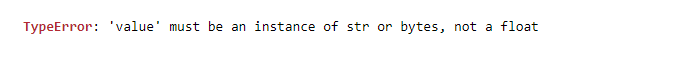 TypeError: 'value' must be an instance of str or bytes, not a float